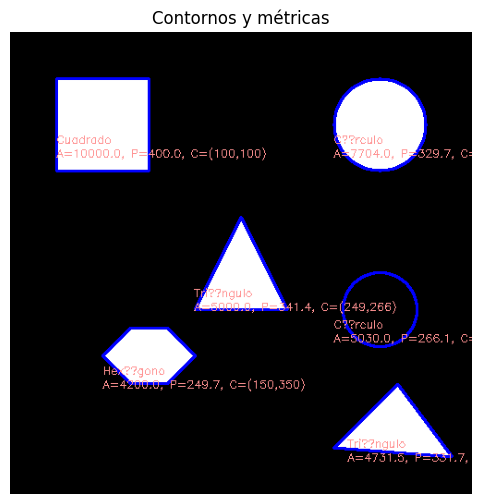 Contornos y métricas
Cuadrado
A=10000.0, P=400.0, C=(100,100)
C??rculo
A=7704.0, P=329.7, C=
Tri??ngulo
A=5000.0, P=341.4, C=(249,266)
C??rculo
A=5030.0, P=266.1, C=
Hex??gono
A=4200.0, P=249.7, C=(150,350)
Tri??ngulo
A=4731.5, P=331.7,